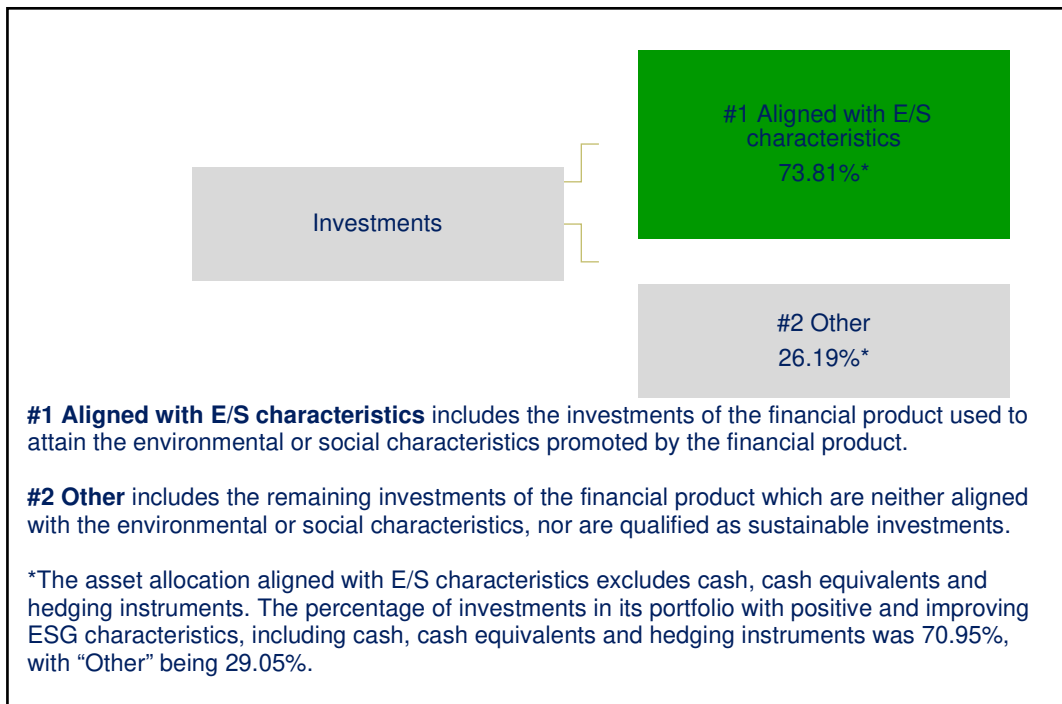 #1 Aligned with E/S
characteristics
73.81%*
Investments
#2 Other
26.19%*
#1 Aligned with E/S characteristics includes the investments of the financial product used to
attain the environmental or social characteristics promoted by the financial product.
#2 Other includes the remaining investments of the financial product which are neither aligned
with the environmental or social characteristics, nor are qualified as sustainable investments.
*The asset allocation aligned with E/S characteristics excludes cash, cash equivalents and
hedging instruments. The percentage of investments in its portfolio with positive and improving
ESG characteristics, including cash, cash equivalents and hedging instruments was 70.95%,
with “Other” being 29.05%.